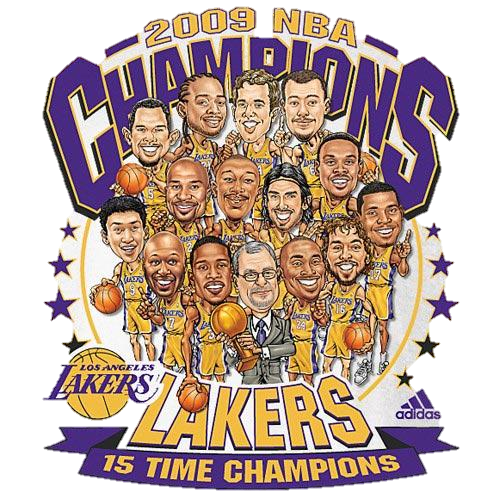 2009 NBA
CHAMPIONS
LOS ANGELES
LAKERS
adidas
LAKERS
15 TIME CHAMPIONS